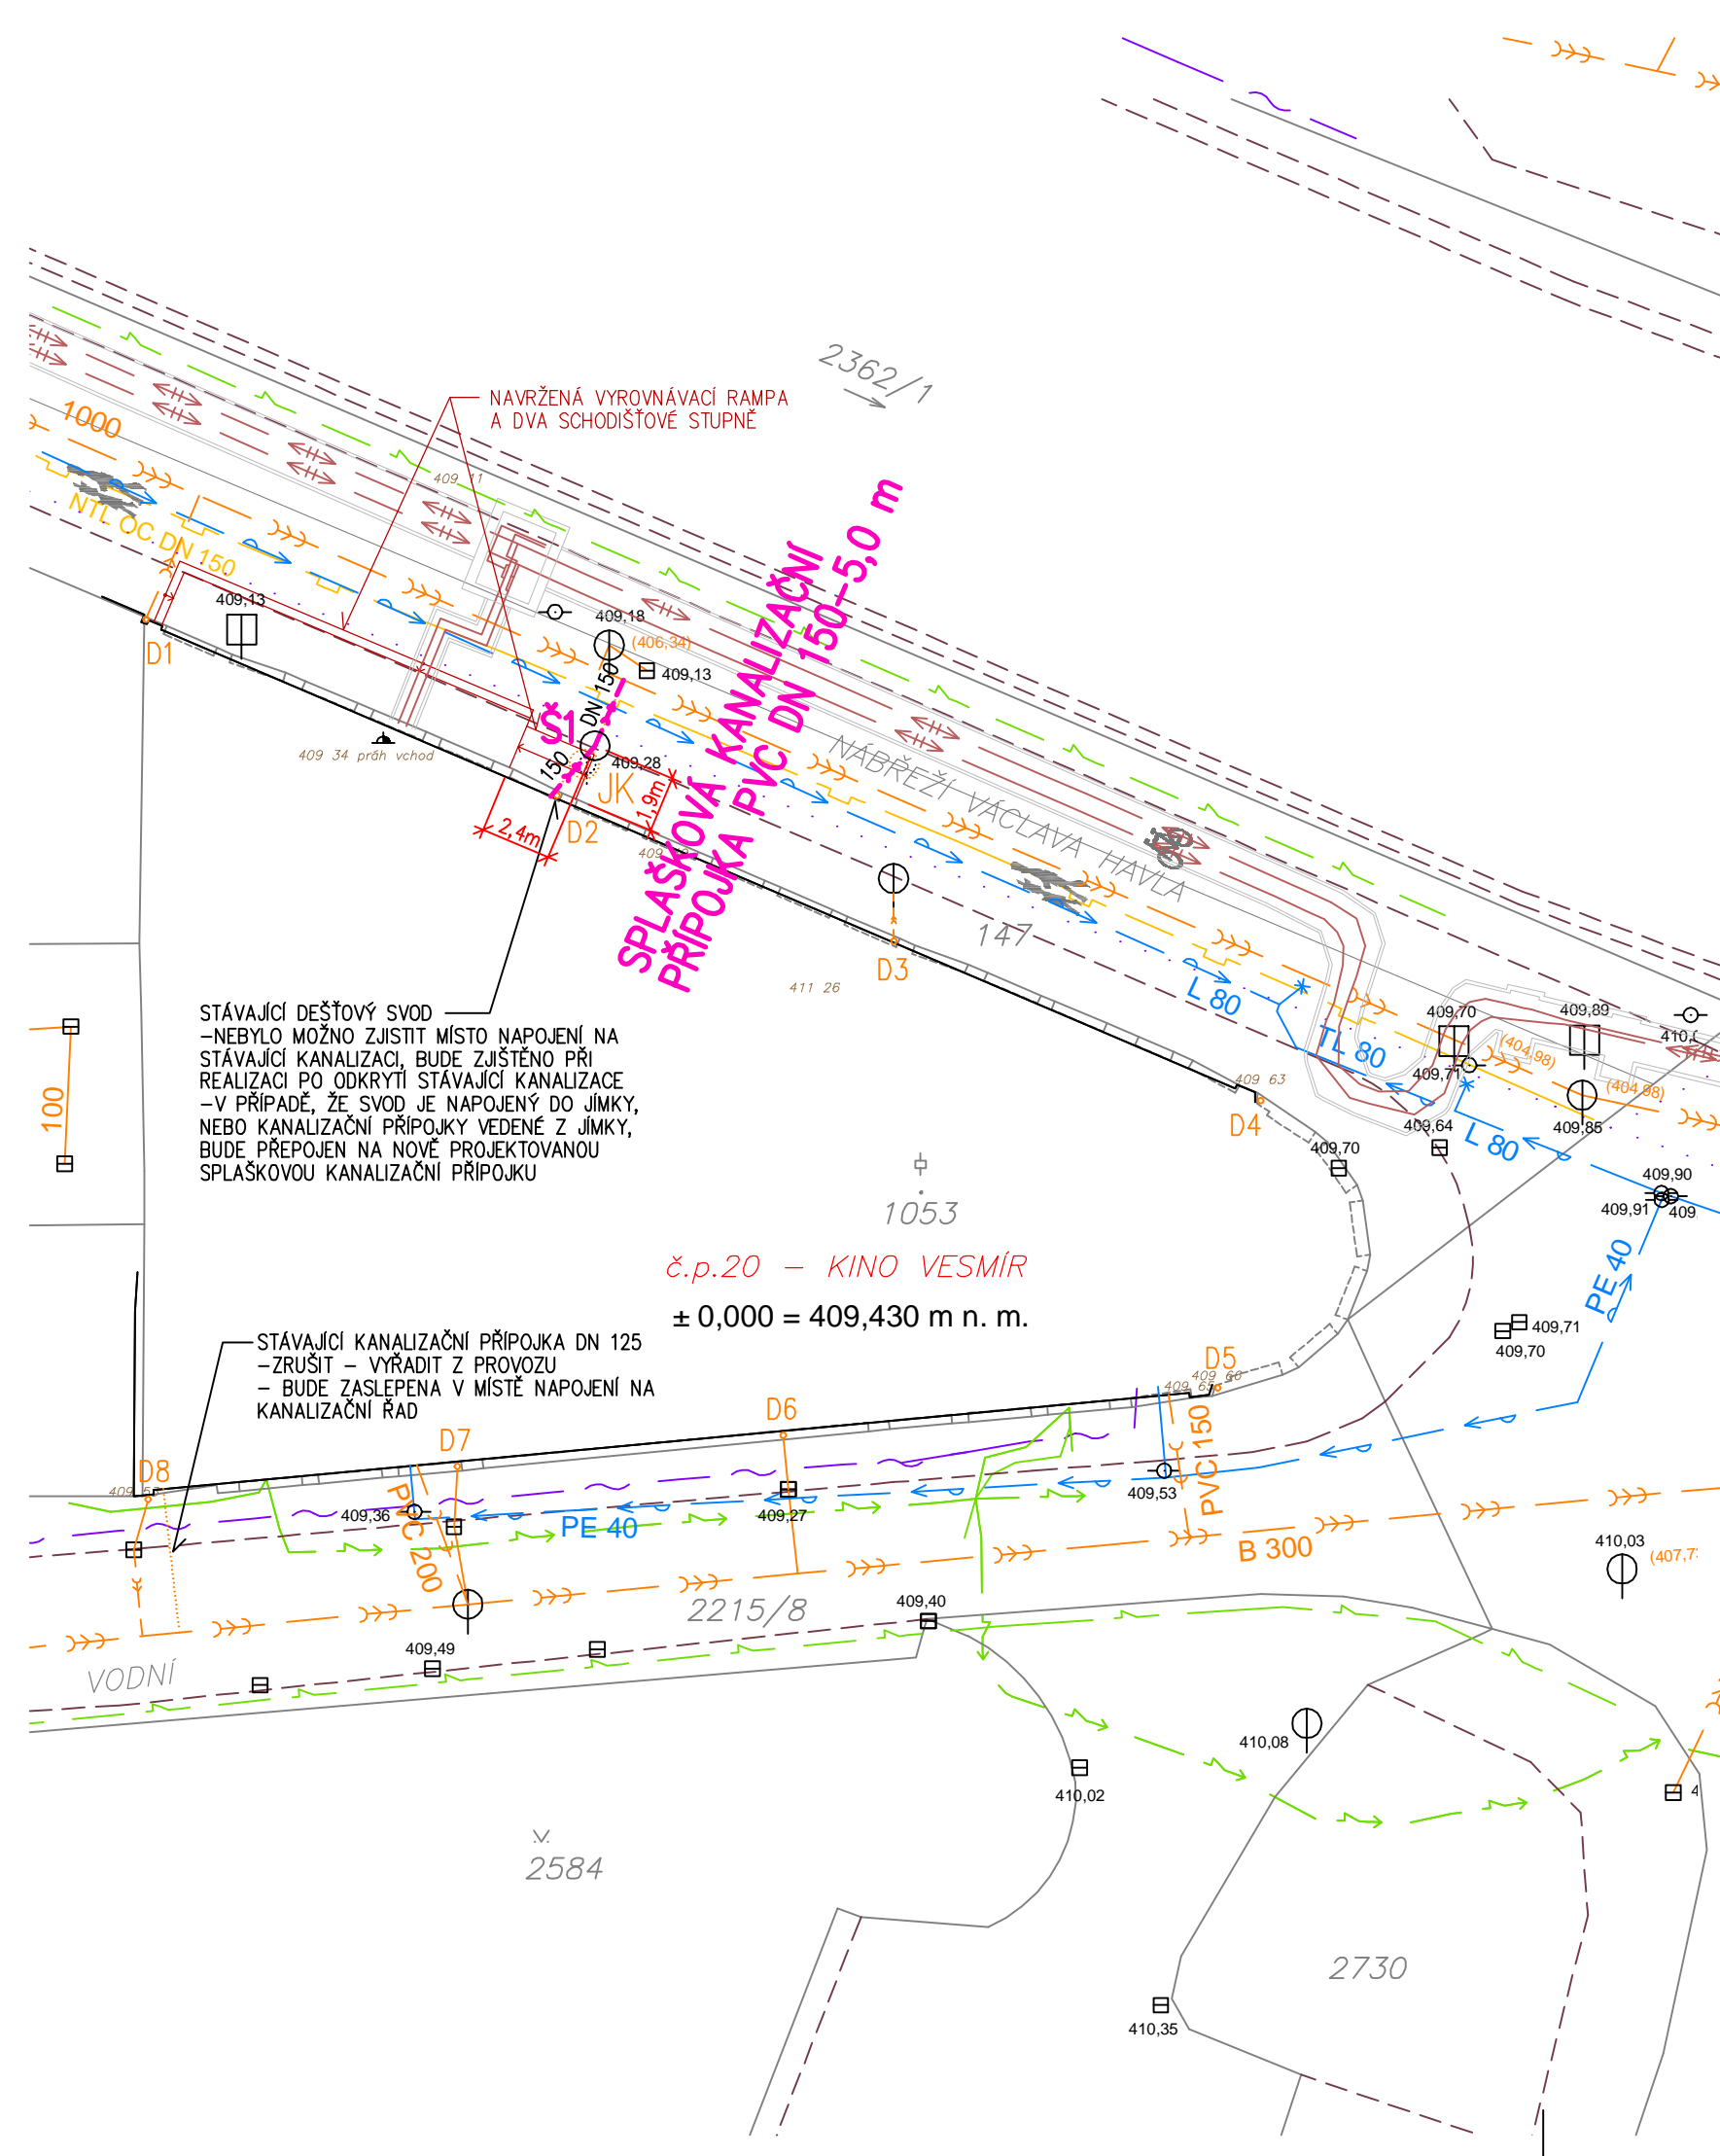 2362/1
NAVRŽENÁ VYROVNÁVACÍ RAMPA
A DVA SCHODIŠŤOVÉ STUPNĚ
1000
409 11
NTL OC DN 150
409,13
409,18
(406,34)
409,13
D1
DN 150
Š1
409,28
150
JK
409 34 práh vchod
2,4m
1,9m
D2
SPLAŠKOVÁ KANALIZAČNÍ
PŘÍPOJKA PVC DN 150-5,0 m
NÁBŘEŽÍ VÁCLAVA HAVLA
147
D3
411 26
L 80
TL 80
409,70
409,89
(404,98)
409,71
(404,98)
409 63
D4
409,64
409,85
L 80
409,70
409,90
409,91
409
PE 40
STÁVAJÍCÍ DEŠŤOVÝ SVOD
-NEBYLO MOŽNO ZJISTIT MÍSTO NAPOJENÍ NA
STÁVAJÍCÍ KANALIZACI, BUDE ZJIŠTĚNO PŘI
REALIZACI PO ODKRYTÍ STÁVAJÍCÍ KANALIZACE
-V PŘÍPADĚ, ŽE SVOD JE NAPOJENÝ DO JÍMKY,
NEBO KANALIZAČNÍ PŘÍPOJKY VEDENÉ Z JÍMKY,
BUDE PŘEPOJEN NA NOVĚ PROJEKTOVANOU
SPLAŠKOVOU KANALIZAČNÍ PŘÍPOJKU
100
1053
č.p.20 - KINO VESMÍR
± 0,000 = 409,430 m n. m.
409,71
409,70
STÁVAJÍCÍ KANALIZAČNÍ PŘÍPOJKA DN 125
-ZRUŠIT - VYŘADIT Z PROVOZU
- BUDE ZASLEPENA V MÍSTĚ NAPOJENÍ NA
KANALIZAČNÍ ŘAD
D5
409 66
D6
D7
D8
PVC 150
409,53
409,36
PVC 200
PE 40
409,27
B 300
410,03
2215/8
409,40
409,49
VODNÍ
410,08
410,02
2584
2730
410,35